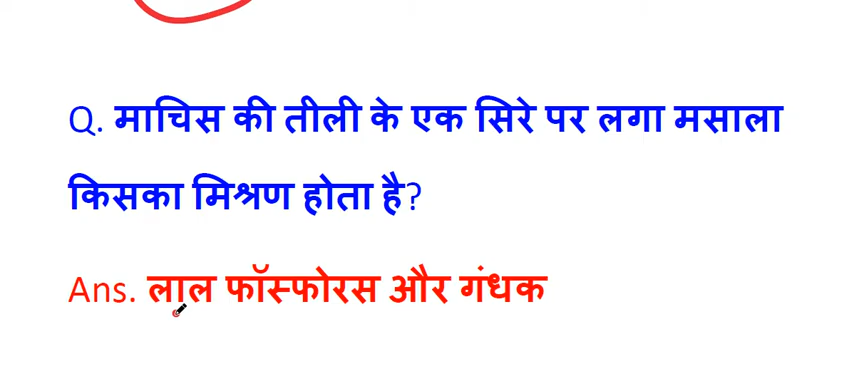 Q. माचिस की तीली के एक सिरे पर लगा मसाला
किसका मिश्रण होता है?
Ans. लाल फॉस्फोरस और गंधक